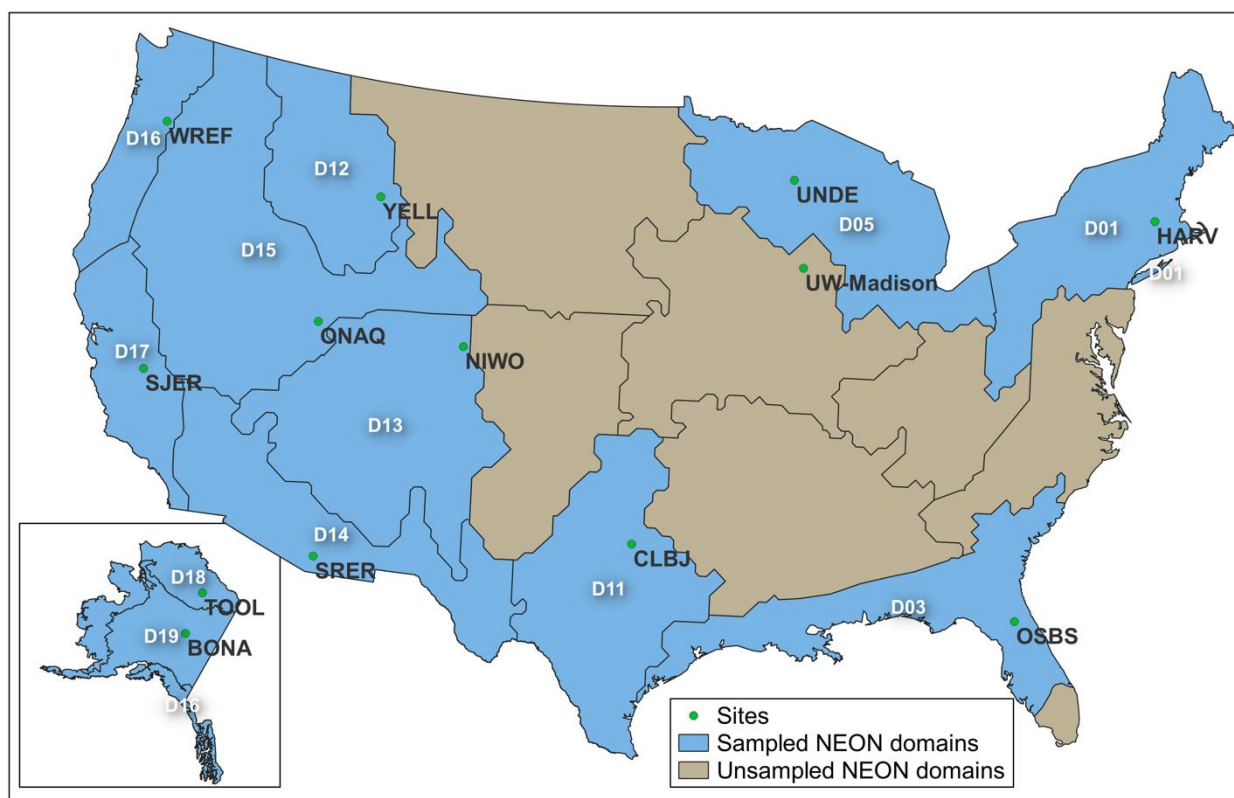 D16
WREF
D12
YELL
UNDE
D05
D01
HARV
D01
D15
UW-Madison
ONAQ
NIWO
D17
SJER
D13
D14
SRER
CLBJ
D11
D03
OSBS
D18
TOOL
D19
BONA
D16
Sites
Sampled NEON domains
Unsampled NEON domains